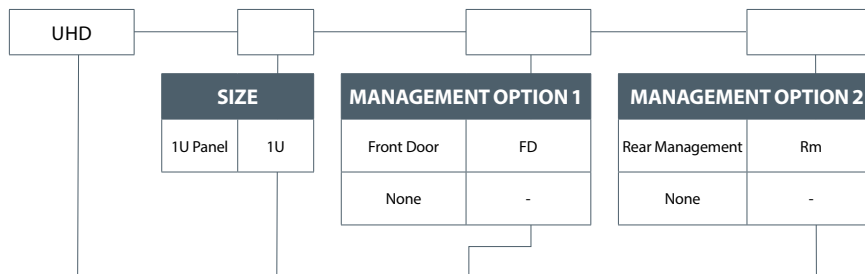 UHD
SIZE
1U Panel 1U
MANAGEMENT OPTION 1
Front Door FD
None -
MANAGEMENT OPTION 2
Rear Management Rm
None -